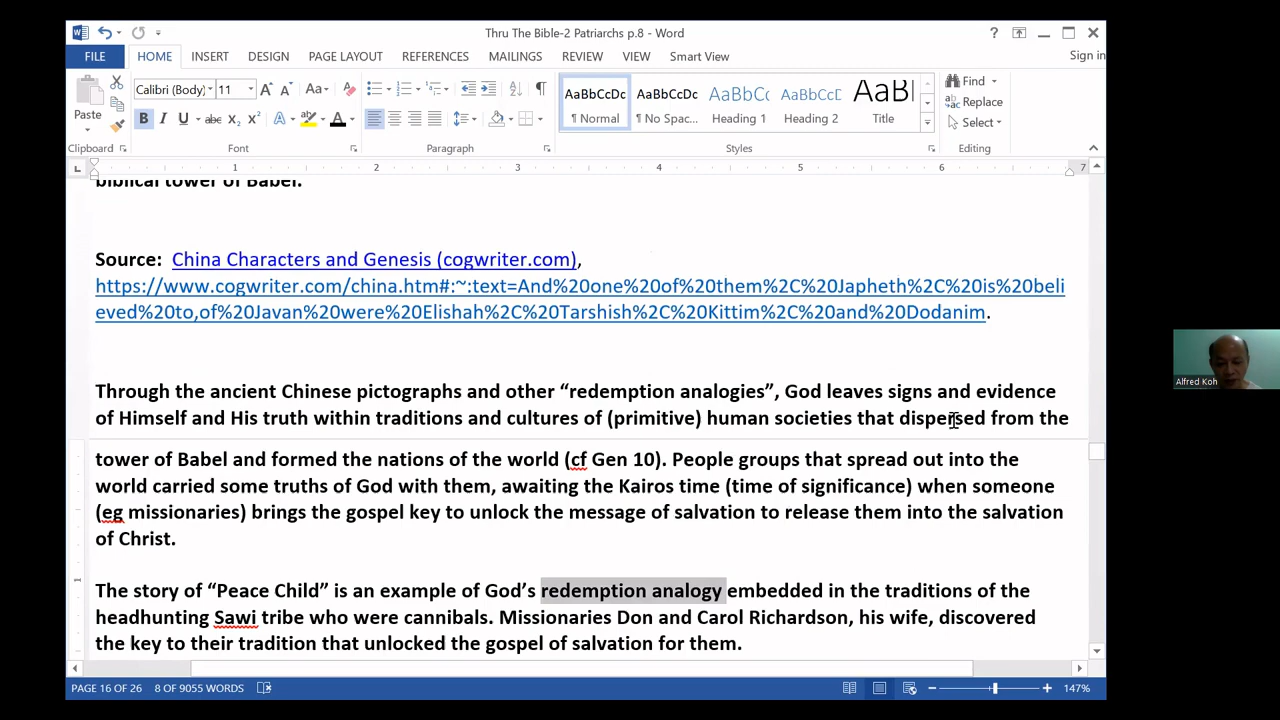 Thru The Bible-2 Patriarchs p.8 - Word
FILE HOME INSERT DESIGN PAGE LAYOUT REFERENCES MAILINGS REVIEW VIEW Smart View Sign in
Calibri (Body) 11 Aa Find
AaBbCcDc AaBbCcDc AaBbCc AaBbCcD AaBl
Paste B I U abc x₂ x² A A Replace
¶ Normal ¶ No Spac... Heading 1 Heading 2 Title Select
Clipboard Font Paragraph Styles Editing
1 2 3 4 5 6 7
biblical tower of Babel.
Source: China Characters and Genesis (cogwriter.com),
https://www.cogwriter.com/china.htm#:~:text=And%20one%20of%20them%2C%20Japheth%2C%20is%20beli
eved%20to,of%20Javan%20were%20Elishah%2C%20Tarshish%2C%20Kittim%2C%20and%20Dodanim.
Through the ancient Chinese pictographs and other “redemption analogies”, God leaves signs and evidence
of Himself and His truth within traditions and cultures of (primitive) human societies that dispersed from the
tower of Babel and formed the nations of the world (cf Gen 10). People groups that spread out into the
world carried some truths of God with them, awaiting the Kairos time (time of significance) when someone
(eg missionaries) brings the gospel key to unlock the message of salvation to release them into the salvation
of Christ.
The story of “Peace Child” is an example of God’s redemption analogy embedded in the traditions of the
headhunting Sawi tribe who were cannibals. Missionaries Don and Carol Richardson, his wife, discovered
the key to their tradition that unlocked the gospel of salvation for them.
PAGE 16 OF 26 8 OF 9055 WORDS 147%
Alfred Koh